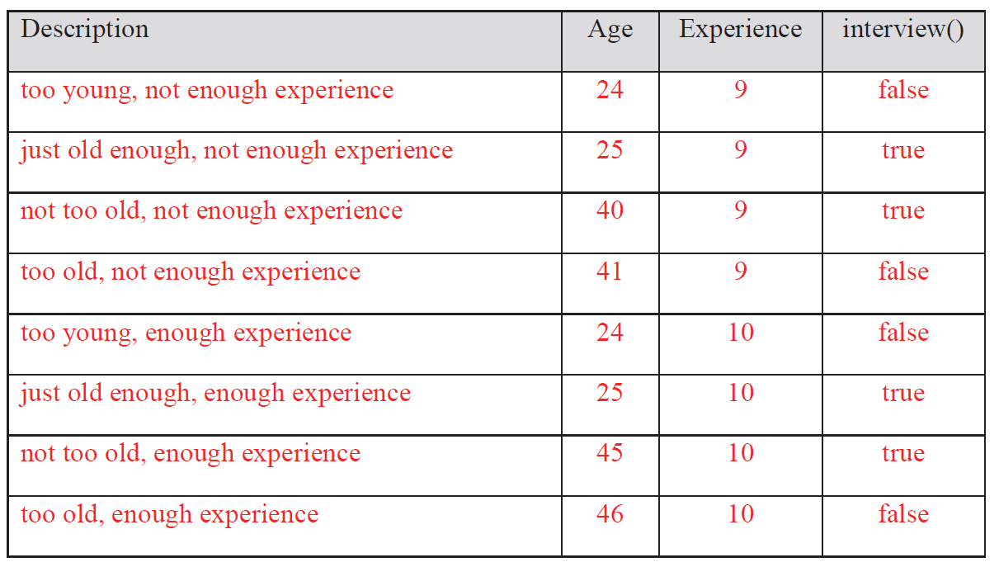 Description Age Experience interview()
too young, not enough experience 24 9 false
just old enough, not enough experience 25 9 true
not too old, not enough experience 40 9 true
too old, not enough experience 41 9 false
too young, enough experience 24 10 false
just old enough, enough experience 25 10 true
not too old, enough experience 45 10 true
too old, enough experience 46 10 false